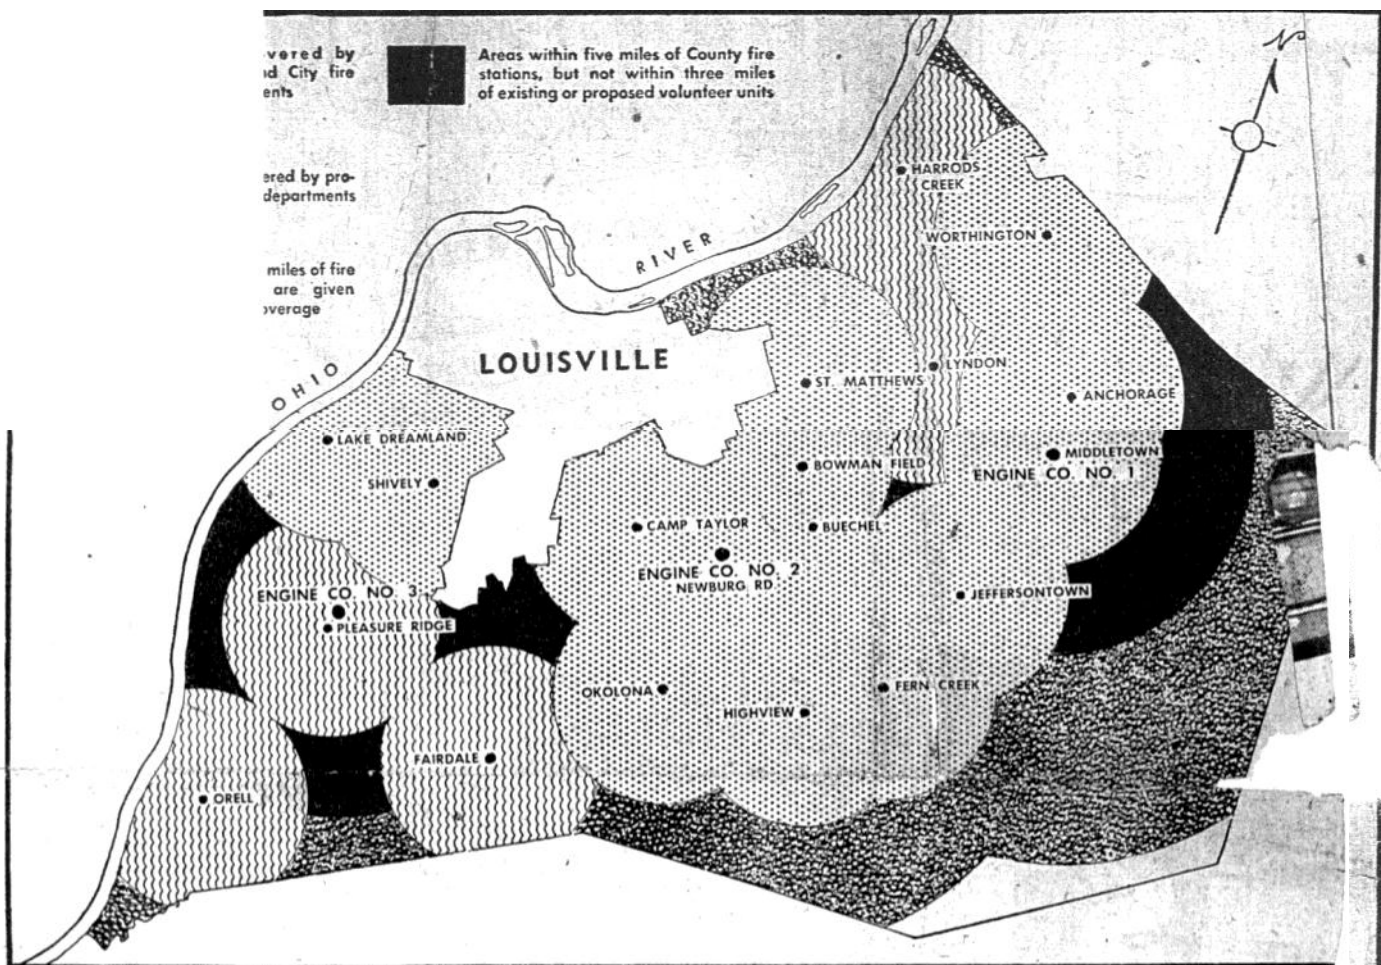 vered by
d City fire
ents
Areas within five miles of County fire
stations, but not within three miles
of existing or proposed volunteer units
ered by pro-
departments
miles of fire
are given
overage
N
HARRODS
CREEK
WORTHINGTON
OHIO RIVER
LOUISVILLE
ST. MATTHEWS
LYNDON
ANCHORAGE
LAKE DREAMLAND
SHIVELY
BOWMAN FIELD
MIDDLETOWN
ENGINE CO. NO. 1
CAMP TAYLOR
BUECHEL
ENGINE CO. NO. 2
NEWBURG RD
ENGINE CO. NO. 3
PLEASURE RIDGE
JEFFERSONTOWN
OKOLONA
HIGHVIEW
FERN CREEK
FAIRDALE
ORELL